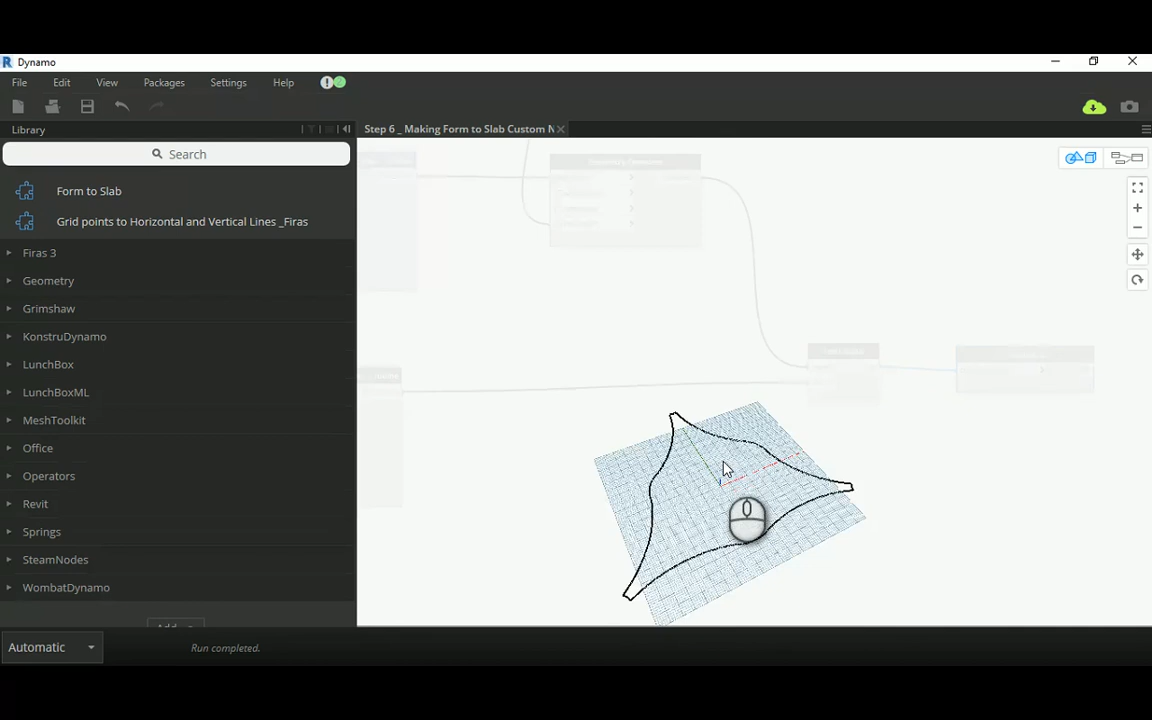 Dynamo
File Edit View Packages Settings Help
Library
Step 6 _ Making Form to Slab Custom N
Search
Form to Slab
Grid points to Horizontal and Vertical Lines _Firas
Firas 3
Geometry
Grimshaw
KonstruDynamo
LunchBox
LunchBoxML
MeshToolkit
Office
Operators
Revit
Springs
SteamNodes
WombatDynamo
Add
Automatic
Run completed.